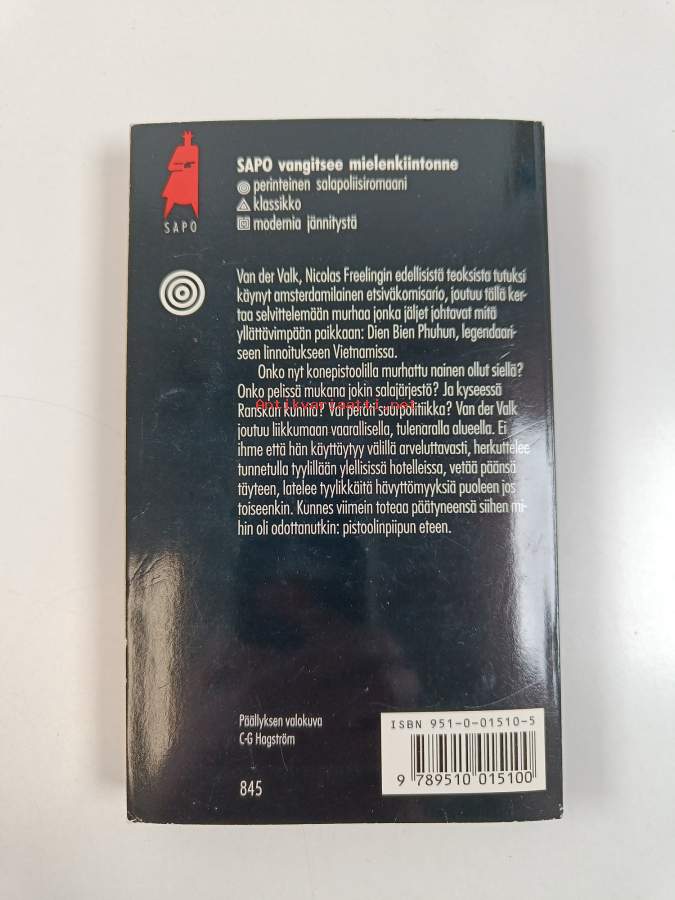 SAPO vangitsee mielenkiintonne
perinteinen salapoliisiromaani
klassikko
modernia jännitystä
SAPO
Van der Valk, Nicolas Freelingin edellisistä teoksista tutuksi
käynyt amsterdamilainen etsiväkomisario, joutuu tällä ker-
taa selvittelemään murhaa jonka jäljet johtavat mitä
yllättävimpään paikkaan: Dien Bien Phuhun, legendaari-
seen linnoitukseen Vietnamissa.
Onko nyt konepistoolilla murhattu nainen ollut siellä?
Onko pelissä mukana jokin salajärjestö? Ja kyseessä
Antikvariaatti.net
Ranskan kunnia? Vai peräti suurpolitiikka? Van der Valk
joutuu liikkumaan vaarallisella, tulenaralla alueella. Ei
ihme että hän käyttäytyy välillä arveluttavasti, herkuttelee
tunnetulla tyylillään ylellisissä hotelleissa, vetää päänsä
täyteen, latelee tyylikkäitä hävyttömyyksiä puoleen jos
toiseenkin. Kunnes viimein toteaa päätyneensä siihen mi-
hin oli odottanutkin: pistoolinpiipun eteen.
Päällyksen valokuva
C-G Hagström
845
ISBN 951-0-01510-5
9 789510 015100